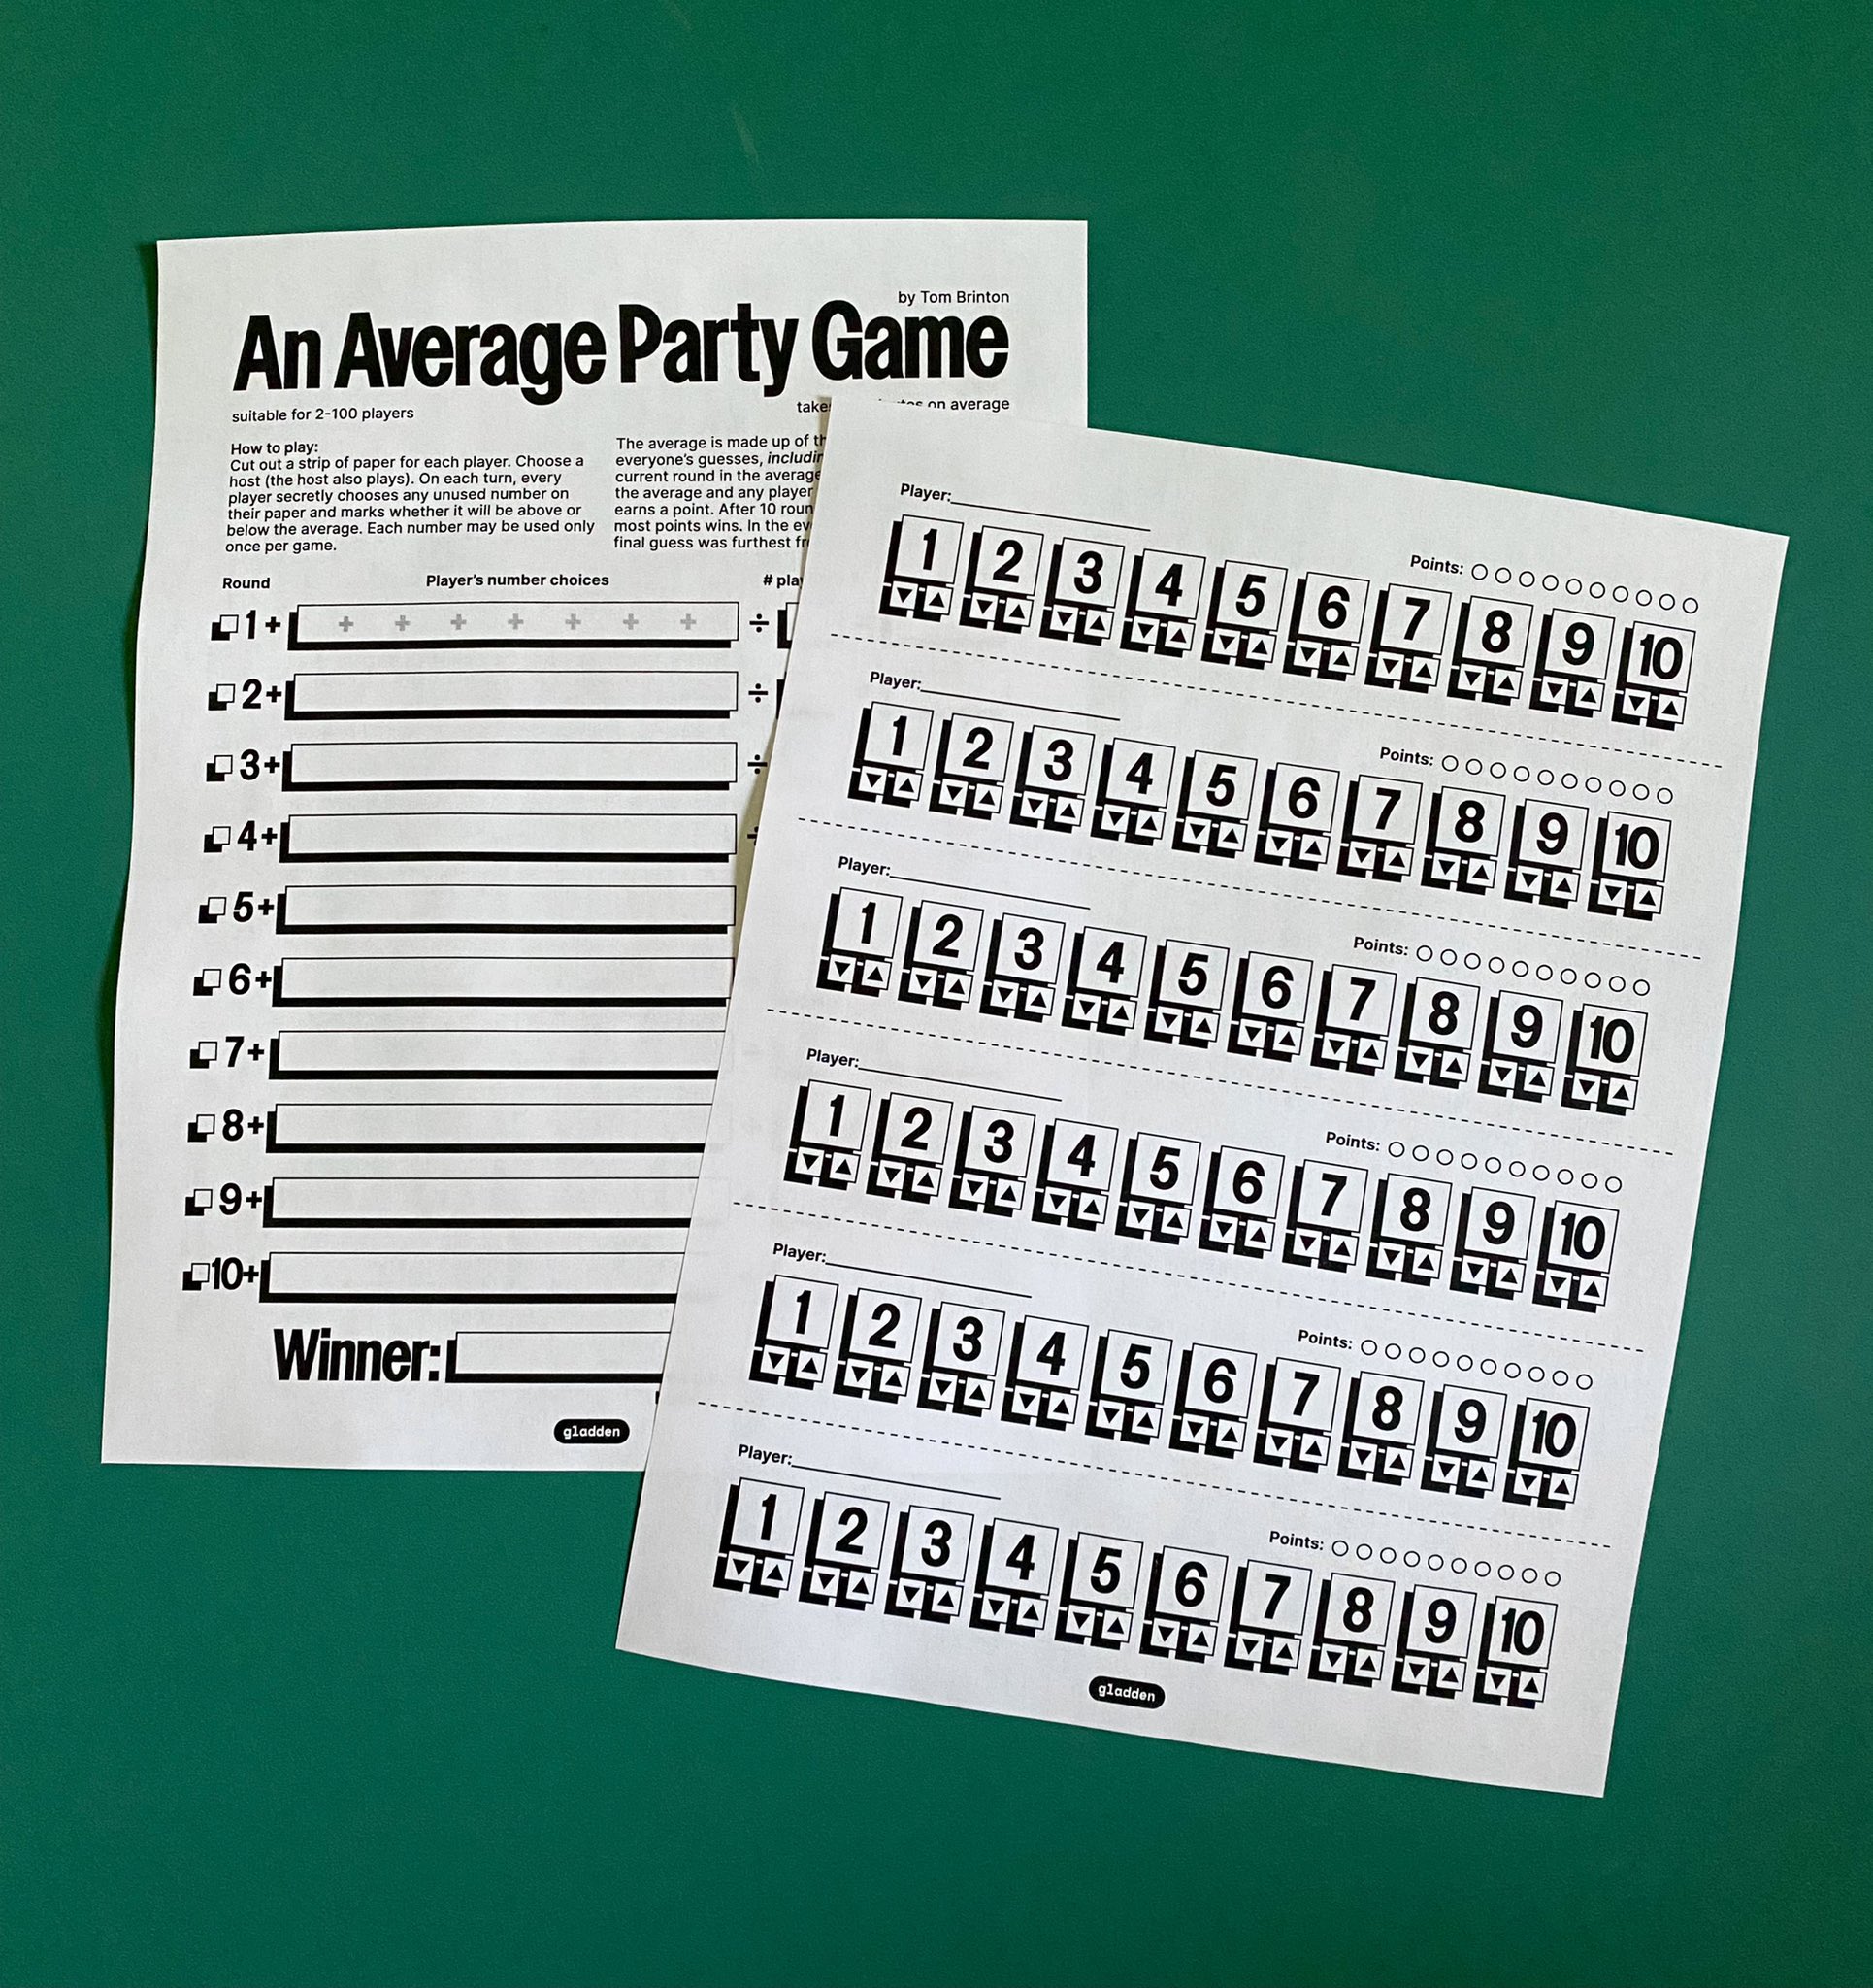 by Tom Brinton
An Average Party Game
suitable for 2-100 players
on average
How to play:
Cut out a strip of paper for each player. Choose a
host (the host also plays). On each turn, every
player secretly chooses any unused number on
their paper and marks whether it will be above or
below the average. Each number may be used only
once per game.
The average is made up of
everyone's guesses,
current round in the average
the average and any player
earns a point. After 10
most points wins. In the
final guess was furthest
Round
Player's number choices
#
1+ + + + + + + + ÷
2+ ÷
3+ ÷
4+
5+
6+
7+
8+
9+
10+
Winner:
gladden
Player:
Points:
1 2 3 4 5 6 7 8 9 10
▼ ▲ ▼ ▲ ▼ ▲ ▼ ▲ ▼ ▲ ▼ ▲ ▼ ▲ ▼ ▲ ▼ ▲ ▼ ▲
Player:
Points:
1 2 3 4 5 6 7 8 9 10
▼ ▲ ▼ ▲ ▼ ▲ ▼ ▲ ▼ ▲ ▼ ▲ ▼ ▲ ▼ ▲ ▼ ▲ ▼ ▲
Player:
Points:
1 2 3 4 5 6 7 8 9 10
▼ ▲ ▼ ▲ ▼ ▲ ▼ ▲ ▼ ▲ ▼ ▲ ▼ ▲ ▼ ▲ ▼ ▲ ▼ ▲
Player:
Points:
1 2 3 4 5 6 7 8 9 10
▼ ▲ ▼ ▲ ▼ ▲ ▼ ▲ ▼ ▲ ▼ ▲ ▼ ▲ ▼ ▲ ▼ ▲ ▼ ▲
Player:
Points:
1 2 3 4 5 6 7 8 9 10
▼ ▲ ▼ ▲ ▼ ▲ ▼ ▲ ▼ ▲ ▼ ▲ ▼ ▲ ▼ ▲ ▼ ▲ ▼ ▲
Player:
Points:
1 2 3 4 5 6 7 8 9 10
▼ ▲ ▼ ▲ ▼ ▲ ▼ ▲ ▼ ▲ ▼ ▲ ▼ ▲ ▼ ▲ ▼ ▲ ▼ ▲
gladden